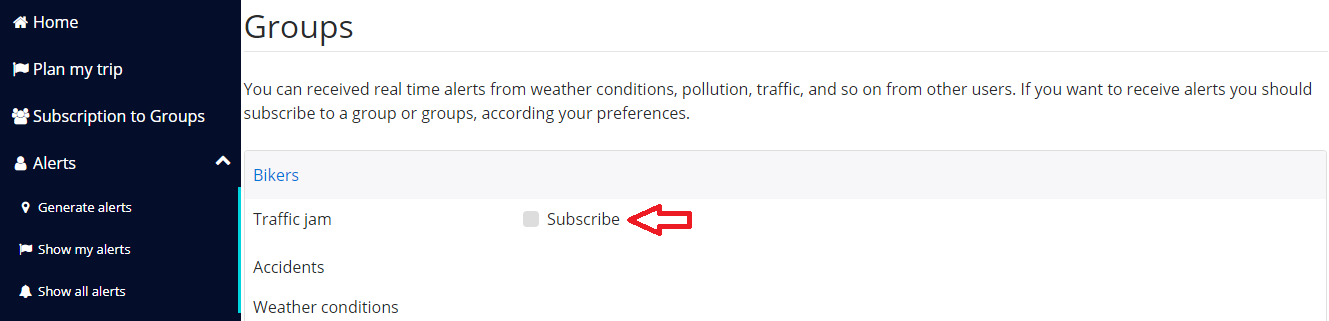 Home
Plan my trip
Subscription to Groups
Alerts
Generate alerts
Show my alerts
Show all alerts
Groups
You can received real time alerts from weather conditions, pollution, traffic, and so on from other users. If you want to receive alerts you should
subscribe to a group or groups, according your preferences.
Bikers
Traffic jam Subscribe
Accidents
Weather conditions